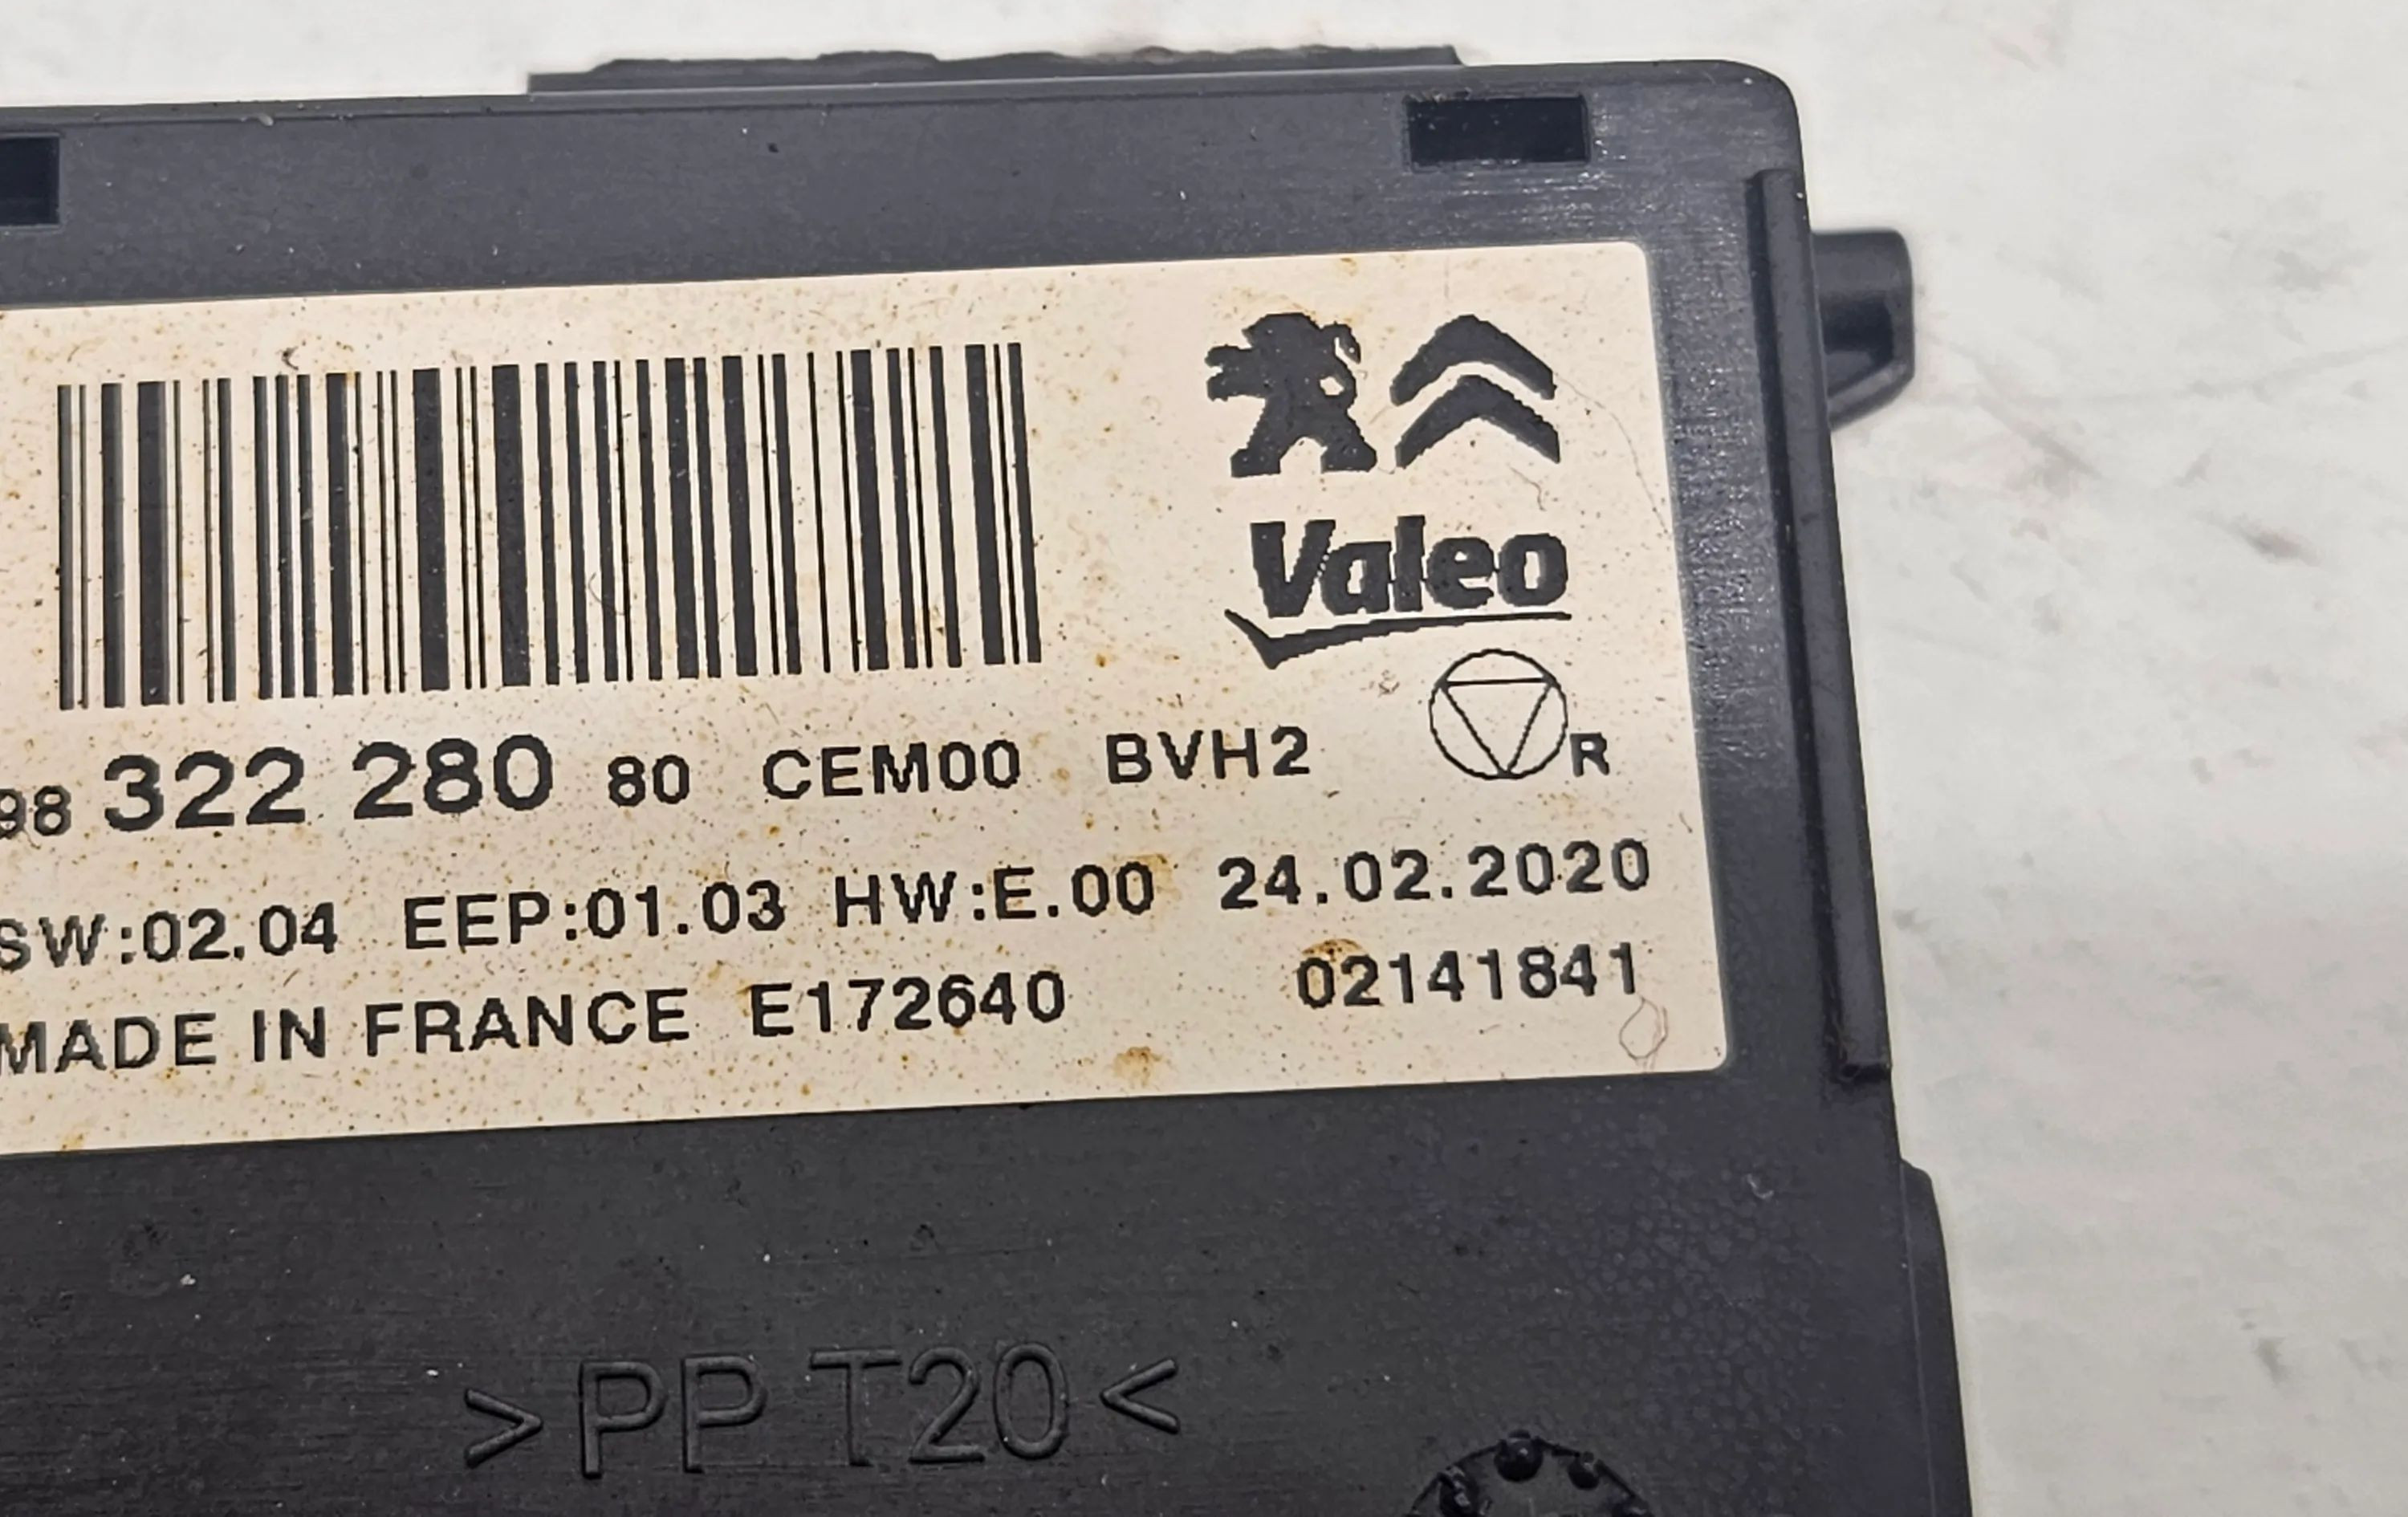 Valeo
98 322 280 80 CEM00 BVH2 R
SW:02.04 EEP:01.03 HW:E.00 24.02.2020
MADE IN FRANCE E172640 02141841
>PP T20<